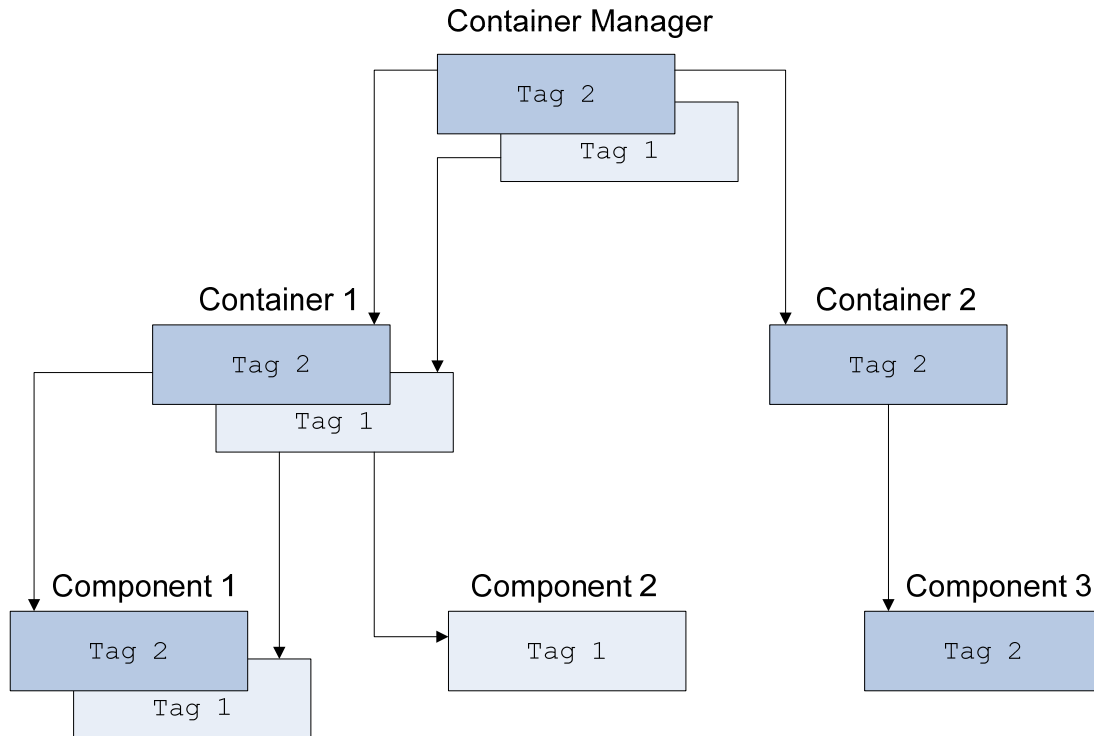 Container Manager
Tag 2
Tag 1
Container 1
Container 2
Tag 2
Tag 2
Tag 1
Component 1
Component 2
Component 3
Tag 2
Tag 1
Tag 2
Tag 1